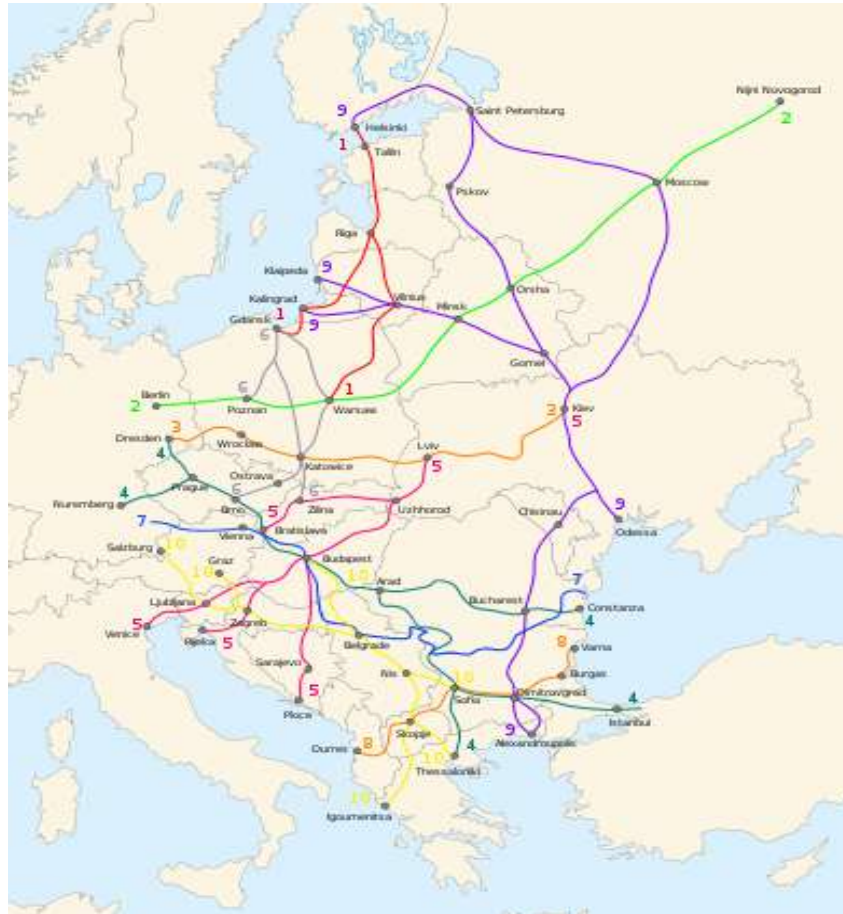 Nijni Novogorod
2
9
Saint Petersburg
Helsinki
1
Tallin
Moscow
Pskov
Riga
Klaipeda
9
Kalingrad
Vilnius
Orsha
1
Gdansk
9
Minsk
6
Gomel
Berlin
6
1
2
Poznan
Warsaw
3
Kiev
5
Dresden
3
Wroclaw
Lviv
4
Katowice
5
Prague
Ostrava
Nuremberg
4
6
Brno
5
6
Zilna
Uzhhorod
7
Vienna
Bratislava
Chisinau
9
Odessa
Salzburg
10
Graz
Budapest
10
10
Arad
7
Ljubljana
Bucharest
Constanza
4
Venice
5
Zagreb
Rijeka
5
Belgrade
8
Varna
Sarajevo
Nis
10
Burgas
5
Sofia
Dimitrovgrad
4
Ploce
Skopje
9
Istanbul
Durres
8
4
Alexandroupolis
10
Thessaloniki
10
Igoumenitsa